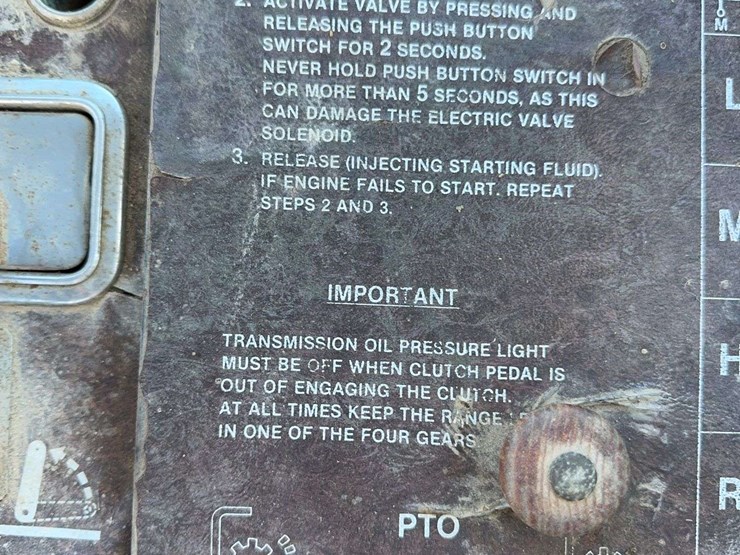 2. ACTIVATE VALVE BY PRESSING AND
RELEASING THE PUSH BUTTON
SWITCH FOR 2 SECONDS.
NEVER HOLD PUSH BUTTON SWITCH IN
FOR MORE THAN 5 SECONDS, AS THIS
CAN DAMAGE THE ELECTRIC VALVE
SOLENOID.
3. RELEASE (INJECTING STARTING FLUID).
IF ENGINE FAILS TO START. REPEAT
STEPS 2 AND 3.
IMPORTANT
TRANSMISSION OIL PRESSURE LIGHT
MUST BE OFF WHEN CLUTCH PEDAL IS
OUT OF ENGAGING THE CLUTCH.
AT ALL TIMES KEEP THE RANGE
IN ONE OF THE FOUR GEARS
PTO
M
L
M
H
R